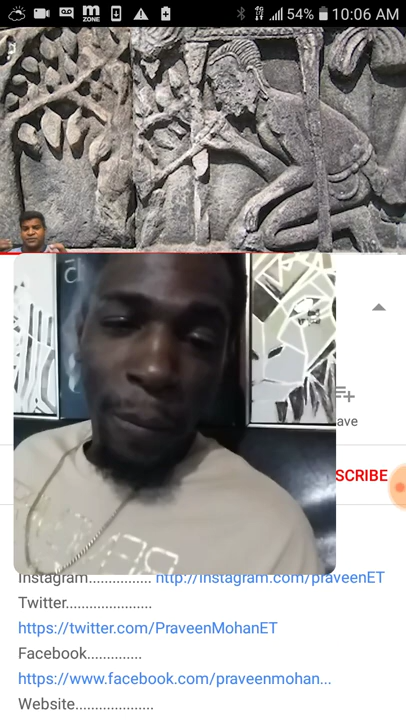 m
ZONE
4G
54%
10:06 AM
ave
SCRIBE
Instagram............... http://instagram.com/praveenET
Twitter......................
https://twitter.com/PraveenMohanET
Facebook..............
https://www.facebook.com/praveenmohan...
Website....................